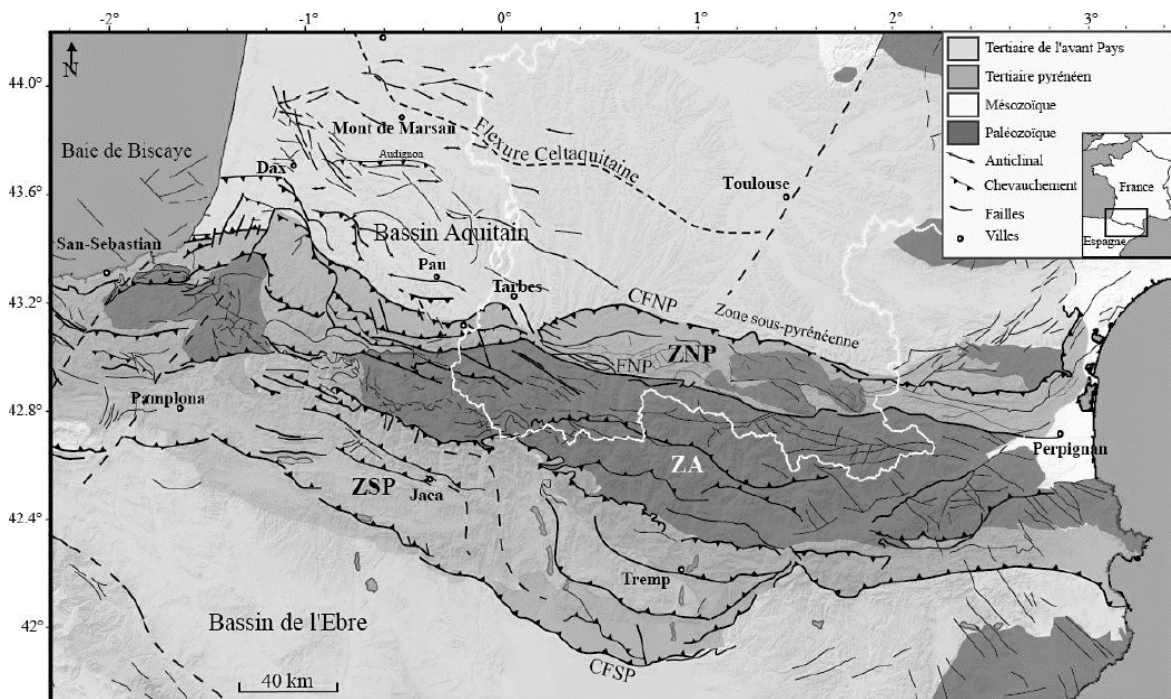 -2° -1° 0° 1° 2° 3°
N
44.0°
43.6°
43.2°
42.8°
42.4°
42°
Tertiaire de l'avant Pays
Tertiaire pyrénéen
Mésozoïque
Paléozoïque
Anticlinal
Chevauchement
Failles
Villes
France
Espagne
Mont de Marsan
Flexure Celtaquitaine
Baie de Biscaye
Audignon
Dax
Toulouse
San-Sebastian
Bassin Aquitain
Pau
Tarbes
CFNP
Zone sous-pyrénéenne
ZNP
FNP
Pamplona
Perpignan
ZA
ZSP
Jaca
Tremp
Bassin de l'Ebre
CFSP
40 km